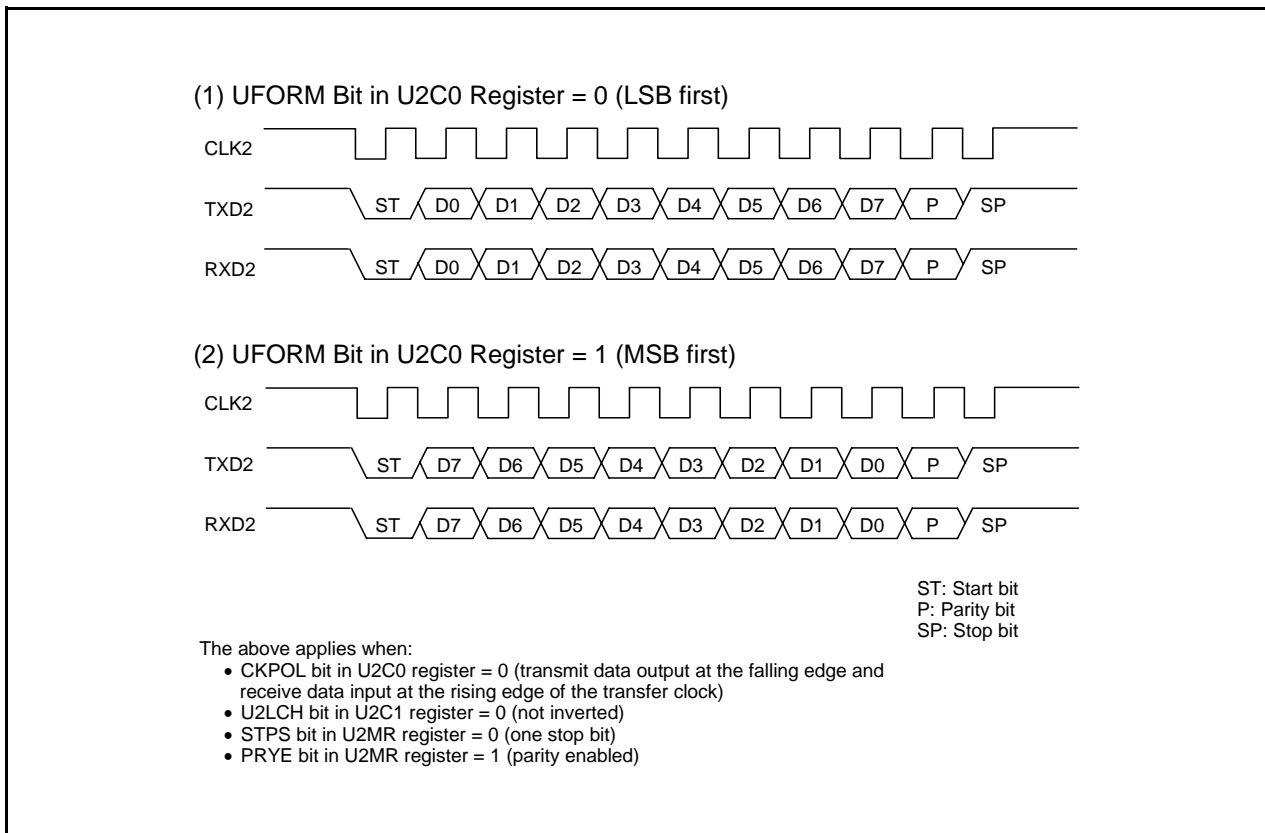 (1) UFORM Bit in U2C0 Register = 0 (LSB first)
CLK2
TXD2 ST D0 D1 D2 D3 D4 D5 D6 D7 P SP
RXD2 ST D0 D1 D2 D3 D4 D5 D6 D7 P SP
(2) UFORM Bit in U2C0 Register = 1 (MSB first)
CLK2
TXD2 ST D7 D6 D5 D4 D3 D2 D1 D0 P SP
RXD2 ST D7 D6 D5 D4 D3 D2 D1 D0 P SP
ST: Start bit
P: Parity bit
SP: Stop bit
The above applies when:
• CKPOL bit in U2C0 register = 0 (transmit data output at the falling edge and
receive data input at the rising edge of the transfer clock)
• U2LCH bit in U2C1 register = 0 (not inverted)
• STPS bit in U2MR register = 0 (one stop bit)
• PRYE bit in U2MR register = 1 (parity enabled)